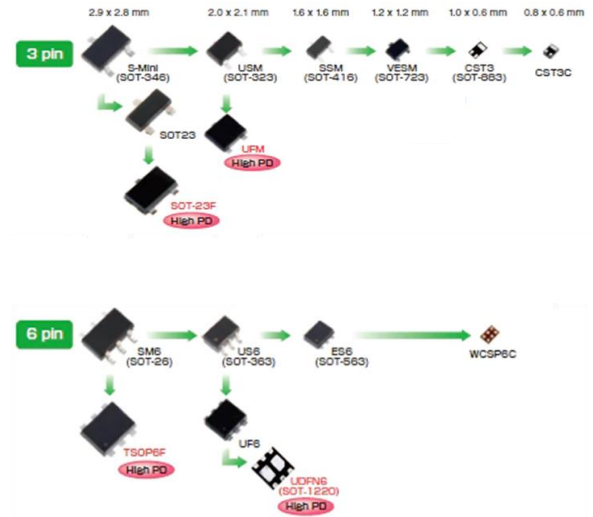 2.9 x 2.8 mm
2.0 x 2.1 mm
1.6 x 1.6 mm
1.2 x 1.2 mm
1.0 x 0.6 mm
0.8 x 0.6 mm
3 pin
S-Mini
(SOT-346)
USM
(SOT-323)
SSM
(SOT-416)
VESM
(SOT-723)
CST3
(SOT-883)
CST3C
SOT23
UFM
High PD
SOT-23F
High PD
6 pin
SM6
(SOT-26)
US6
(SOT-363)
ES6
(SOT-563)
WCSP6C
TSOP6F
High PD
UF6
UDFN6
(SOT-1220)
High PD